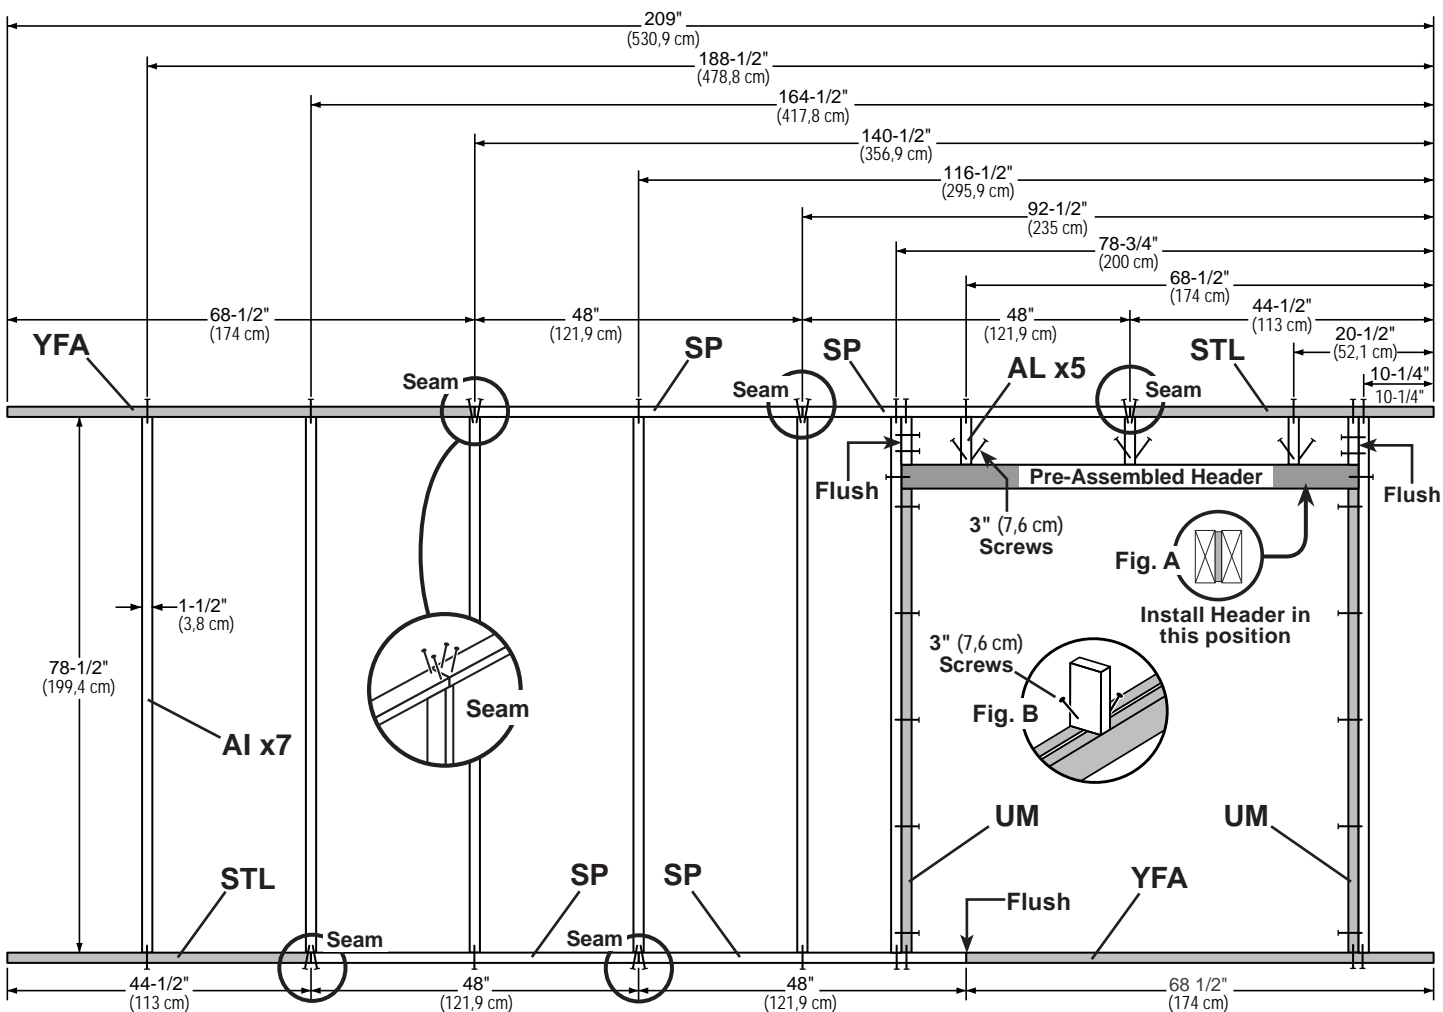 209"
(530,9 cm)
188-1/2"
(478,8 cm)
164-1/2"
(417,8 cm)
140-1/2"
(356,9 cm)
116-1/2"
(295,9 cm)
92-1/2"
(235 cm)
78-3/4"
(200 cm)
68-1/2"
(174 cm)
68-1/2"
(174 cm)
48"
(121,9 cm)
48"
(121,9 cm)
44-1/2"
(113 cm)
20-1/2"
(52,1 cm)
10-1/4"
10-1/4"
YFA
SP
SP
AL x5
STL
Seam
Seam
Seam
Flush
Pre-Assembled Header
Flush
3" (7,6 cm)
Screws
Fig. A
Install Header in
this position
1-1/2"
(3,8 cm)
78-1/2"
(199,4 cm)
AI x7
Seam
3" (7,6 cm)
Screws
Fig. B
UM
UM
STL
SP
SP
Flush
YFA
Seam
Seam
44-1/2"
(113 cm)
48"
(121,9 cm)
48"
(121,9 cm)
68 1/2"
(174 cm)